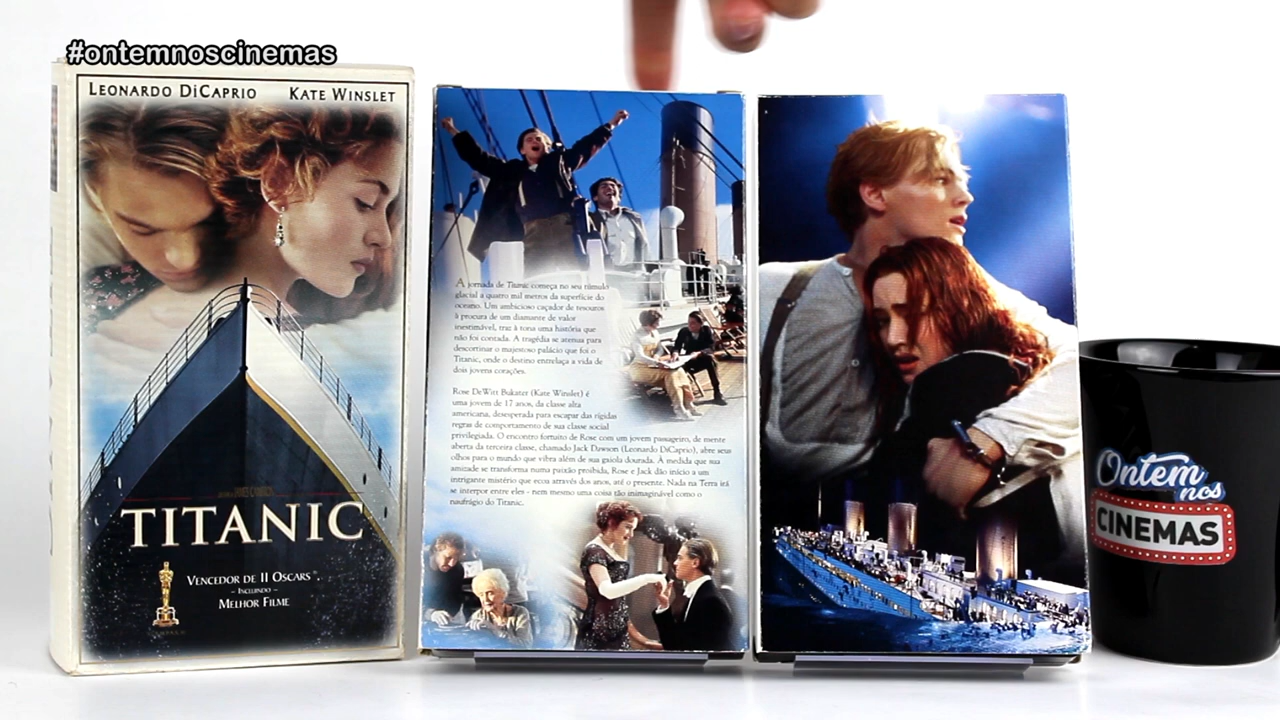 #ontemnoscinemas
LEONARDO DICAPRIO KATE WINSLET
TITANIC
VENCEDOR DE 11 OSCARS
– INCLUINDO –
MELHOR FILME
A jornada de Titanic começa no seu túmulo
glacial a quatro mil metros da superfície do
oceano. Um ambicioso caçador de tesouros
à procura de um diamante de valor
inestimável, traz à tona uma história que
não foi contada. A tragédia se atenua para
descortinar o majestoso palácio que foi o
Titanic, onde o destino entrelaça a vida de
dois jovens corações.
Rose DeWitt Bukater (Kate Winslet) é
uma jovem de 17 anos, da classe alta
americana, desesperada para escapar das rígidas
regras de comportamento de sua classe social
privilegiada. O encontro fortuito de Rose com um jovem passageiro, de mente
aberta da terceira classe, chamado Jack Dawson (Leonardo DiCaprio), abre seus
olhos para o mundo que vibra além de sua gaiola dourada. À medida que sua
amizade se transforma numa paixão proibida, Rose e Jack dão início a um
intrigante mistério que ecoa através dos anos, até o presente. Nada na Terra irá
se interpor entre eles - nem mesmo uma coisa tão inimaginável como o
naufrágio do Titanic.
Ontem
nos
CINEMAS